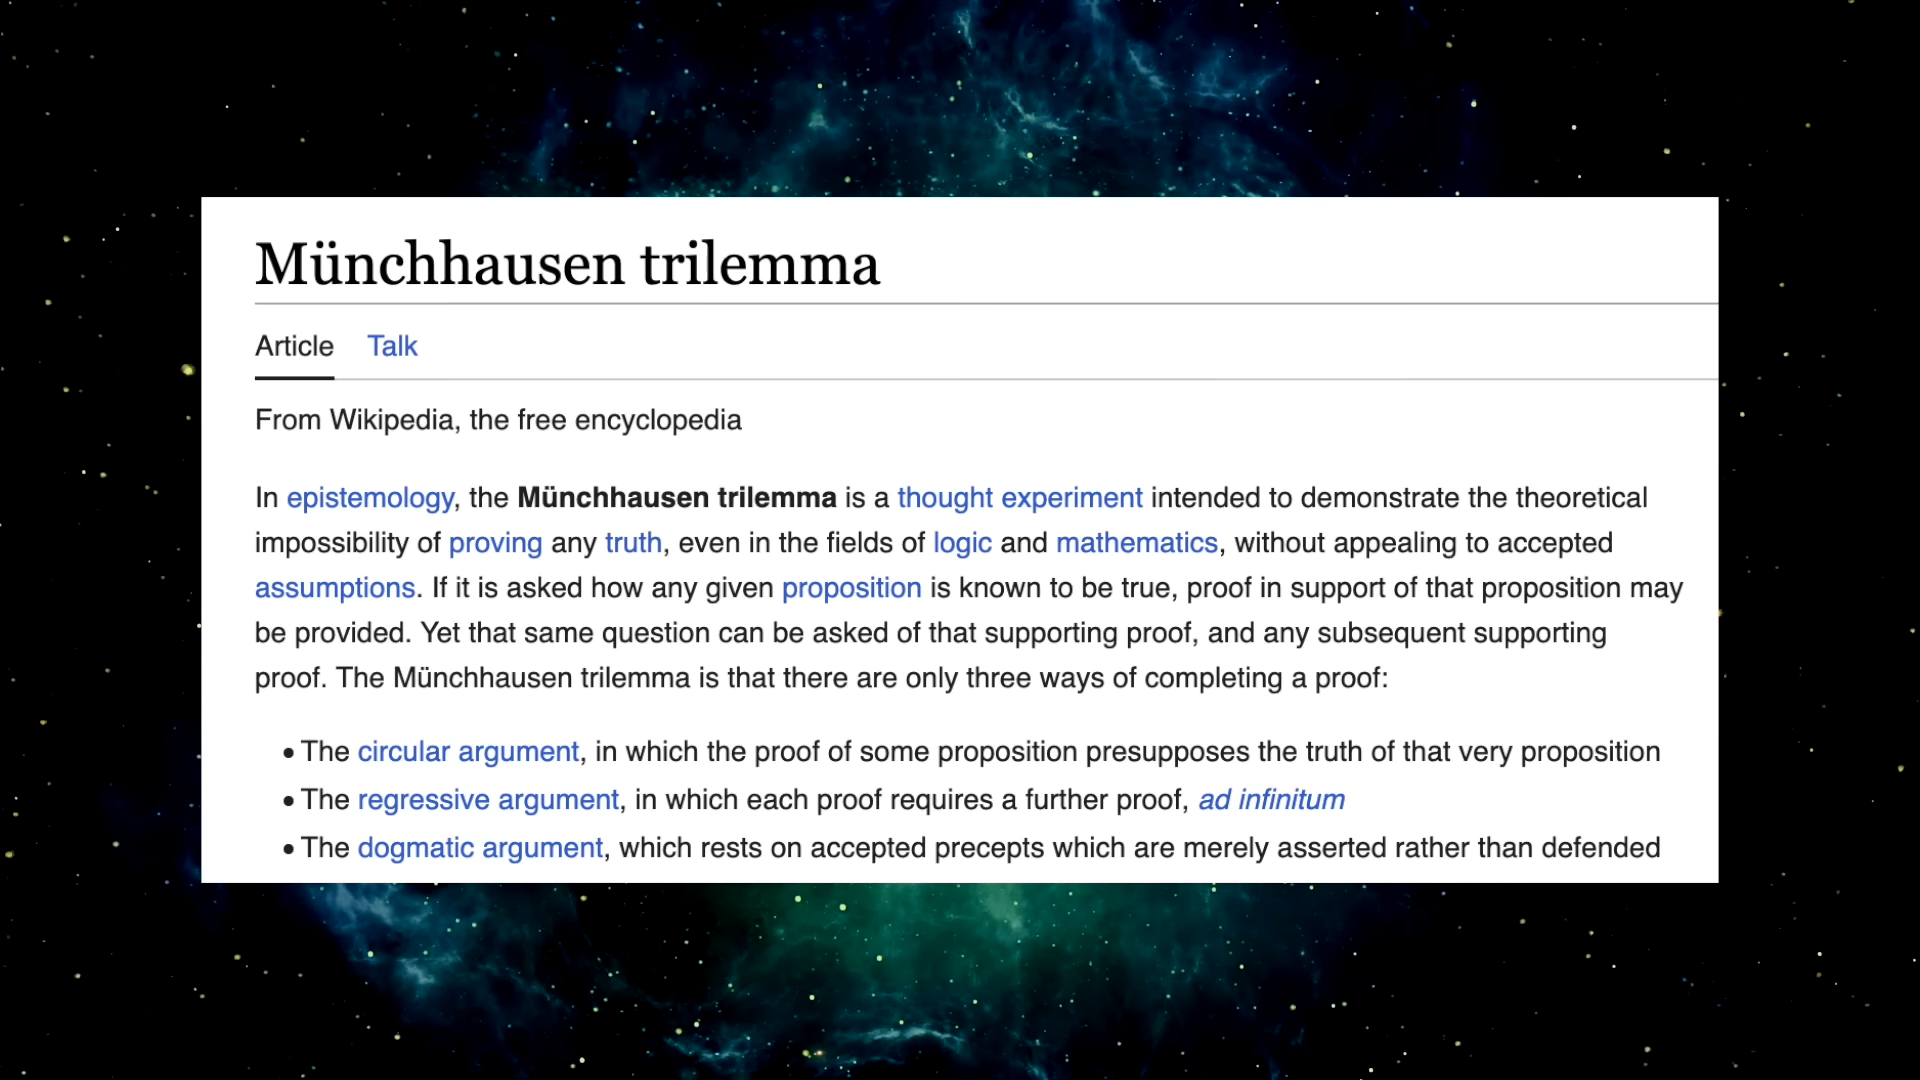 Münchhausen trilemma
Article Talk
From Wikipedia, the free encyclopedia
In epistemology, the Münchhausen trilemma is a thought experiment intended to demonstrate the theoretical
impossibility of proving any truth, even in the fields of logic and mathematics, without appealing to accepted
assumptions. If it is asked how any given proposition is known to be true, proof in support of that proposition may
be provided. Yet that same question can be asked of that supporting proof, and any subsequent supporting
proof. The Münchhausen trilemma is that there are only three ways of completing a proof:
• The circular argument, in which the proof of some proposition presupposes the truth of that very proposition
• The regressive argument, in which each proof requires a further proof, ad infinitum
• The dogmatic argument, which rests on accepted precepts which are merely asserted rather than defended